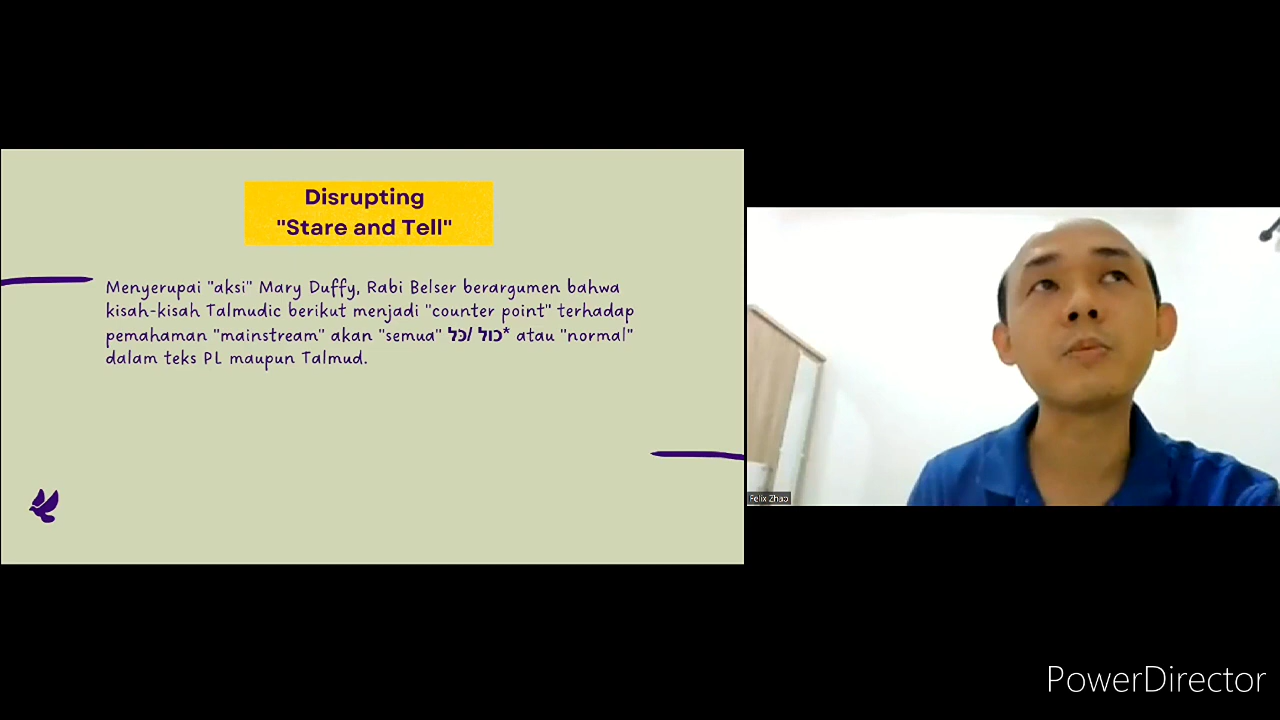 Disrupting
"Stare and Tell"
Menyerupai "aksi" Mary Duffy, Rabi Belser berargumen bahwa
kisah-kisah Talmudic berikut menjadi "counter point" terhadap
pemahaman "mainstream" akan "semua" כול /כֹּל* atau "normal"
dalam teks PL maupun Talmud.
Felix Zhao
PowerDirector